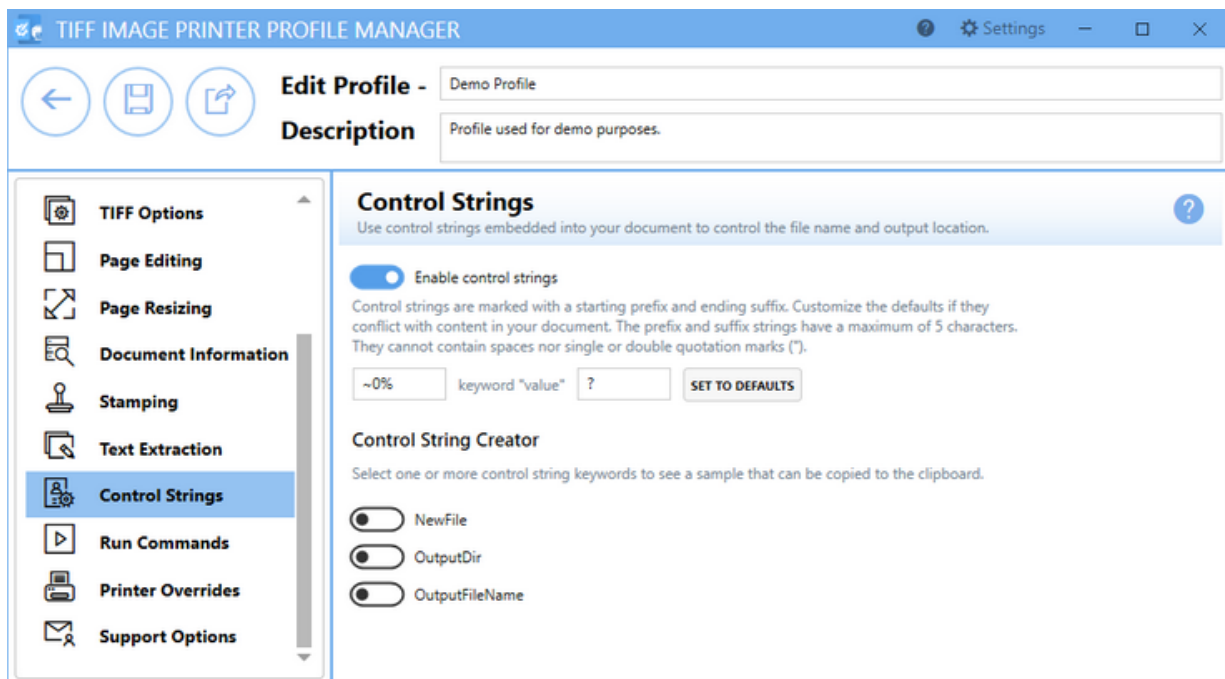 TIFF IMAGE PRINTER PROFILE MANAGER
? Settings
Edit Profile - Demo Profile
Description Profile used for demo purposes.
TIFF Options
Page Editing
Page Resizing
Document Information
Stamping
Text Extraction
Control Strings
Run Commands
Printer Overrides
Support Options
Control Strings
?
Use control strings embedded into your document to control the file name and output location.
Enable control strings
Control strings are marked with a starting prefix and ending suffix. Customize the defaults if they
conflict with content in your document. The prefix and suffix strings have a maximum of 5 characters.
They cannot contain spaces nor single or double quotation marks (").
~0% keyword "value" ? SET TO DEFAULTS
Control String Creator
Select one or more control string keywords to see a sample that can be copied to the clipboard.
NewFile
OutputDir
OutputFileName